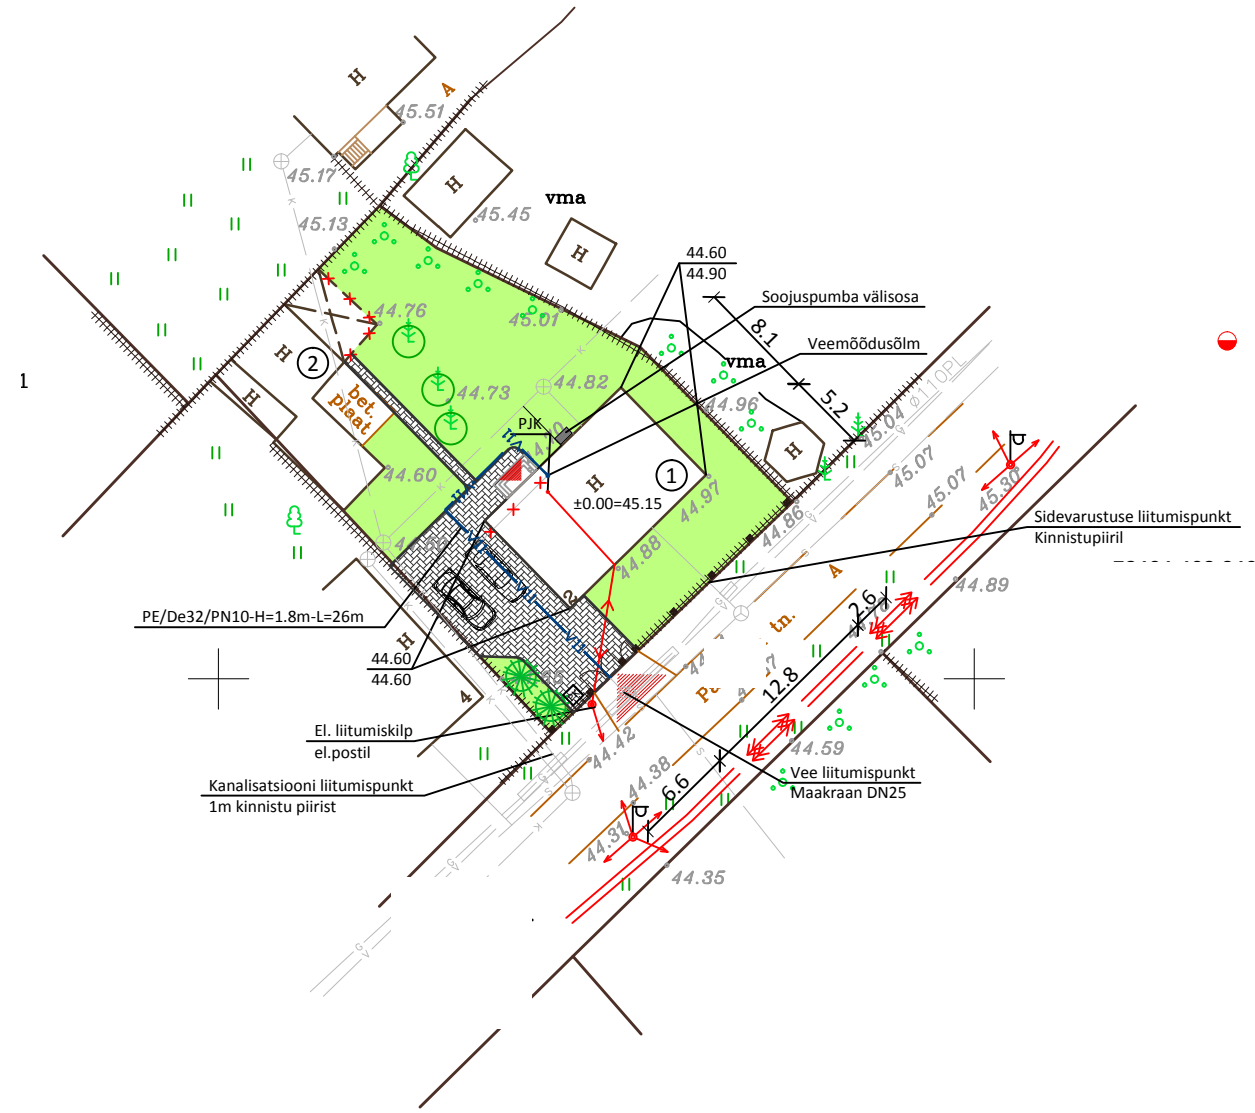 H
A
45.51
45.17
H
vma
45.45
45.13
H
44.60
44.90
Soojuspumba välisosa
44.76
45.01
8.1
Veemõõdusõlm
H
2
vma
1
44.82
H
bet.
plaat
44.73
44.96
5.2
Ø110PL
45.04
PJK
H
44.60
H
1
45.07
±0.00=45.15
44.97
45.07
45.30
44.86
Sidevarustuse liitumispunkt
Kinnistupiiril
44.88
A
44.89
PE/De32/PN10-H=1.8m-L=26m
2
2.6
H
tn.
44.60
44.60
12.8
4
El. liitumiskilp
el.postil
44.42
44.59
Kanalisatsiooni liitumispunkt
1m kinnistu piirist
44.38
6.6
Vee liitumispunkt
Maakraan DN25
44.31
44.35